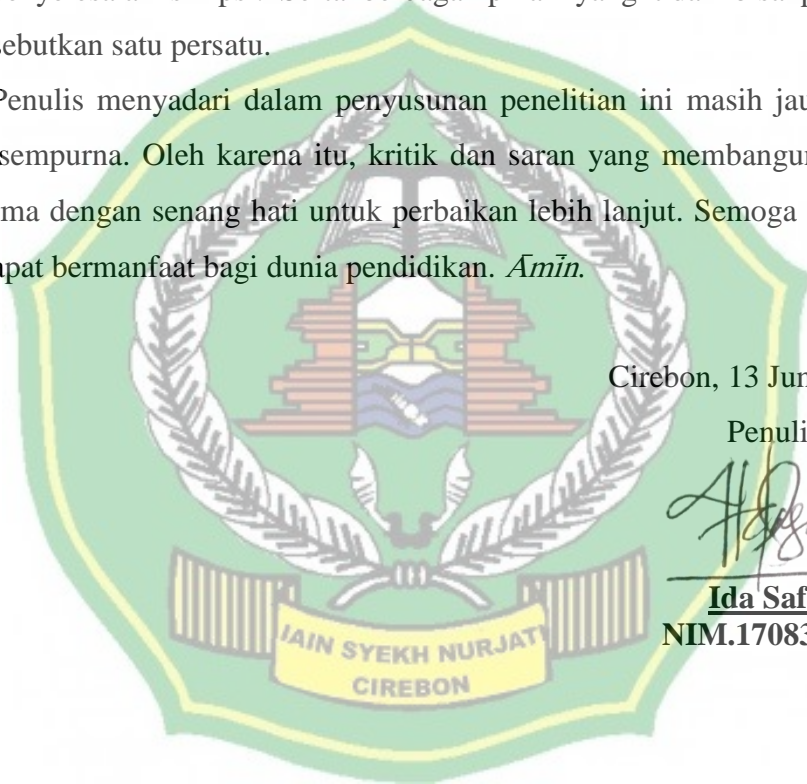 yang
sebutkan satu persatu.
Penulis menyadari dalam penyusunan penelitian ini masih jau
sempurna. Oleh karena itu, kritik dan saran yang membangun
ma dengan senang hati untuk perbaikan lebih lanjut. Semoga
apat bermanfaat bagi dunia pendidikan. Āmīn.
Cirebon, 13 Jun
Penuli
Ida Saf
NIM.17083
IAIN SYEKH NURJATI
CIREBON